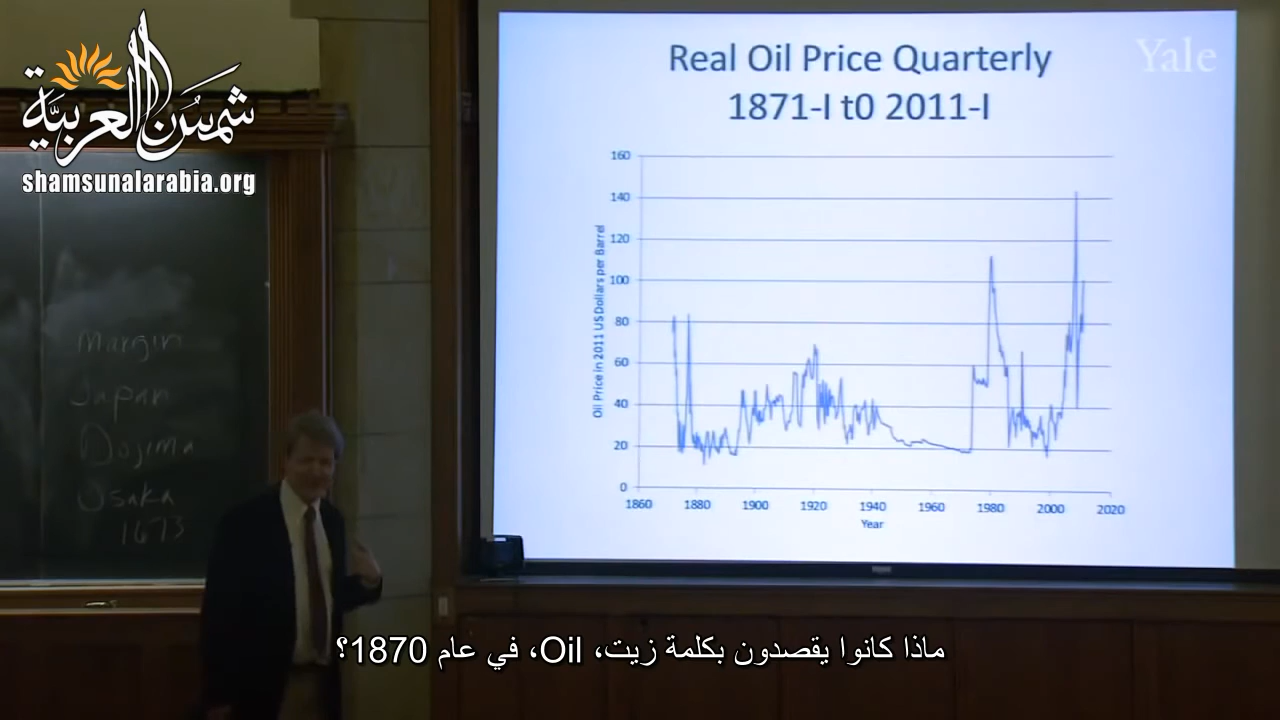 شمس العربية
shamsunalarabia.org
Yale
Real Oil Price Quarterly
1871-I t0 2011-I
Oil Price in 2011 US Dollars per Barrel
160
140
120
100
80
60
40
20
0
1860 1880 1900 1920 1940 1960 1980 2000 2020
Year
Margin
Japan
Dojima
Osaka
1673
ماذا كانوا يقصدون بكلمة زيت، Oil، في عام 1870؟